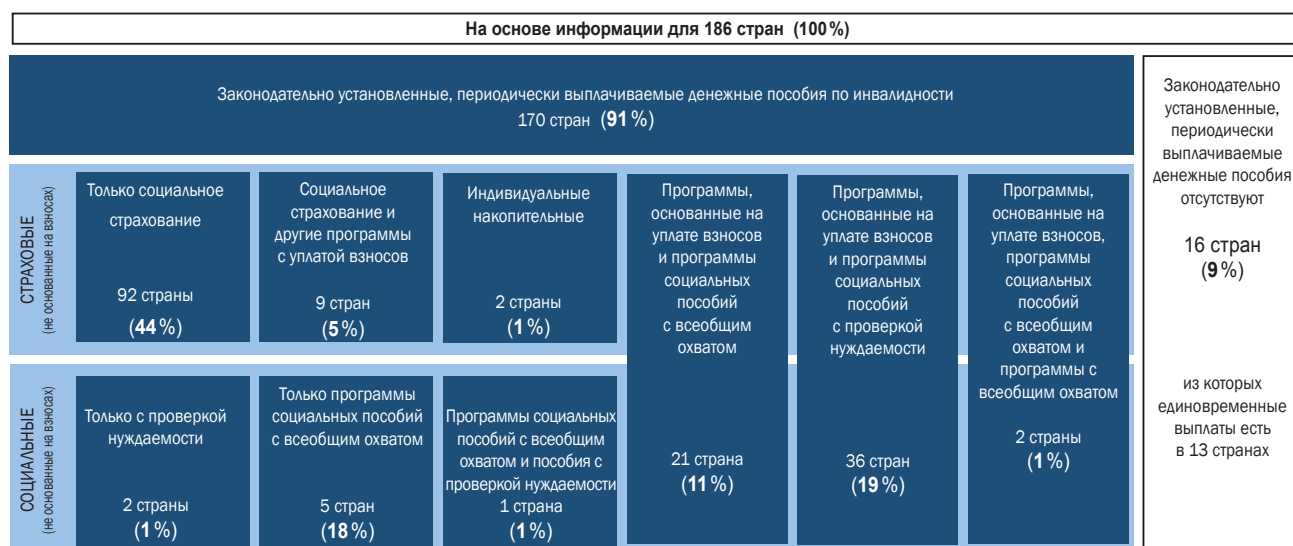 На основе информации для 186 стран (100 %)
Законодательно установленные, периодически выплачиваемые денежные пособия по инвалидности
170 стран (91 %)
Законодательно
установленные,
периодически
выплачиваемые
денежные пособия
отсутствуют
16 стран
(9 %)
из которых
единовременные
выплаты есть
в 13 странах
СТРАХОВЫЕ
(не основанные на взносах)
Только социальное
страхование
92 страны
(44 %)
Социальное
страхование и
другие программы
с уплатой взносов
9 стран
(5 %)
Индивидуальные
накопительные
2 страны
(1 %)
Программы,
основанные на
уплате взносов
и программы
социальных
пособий
с всеобщим
охватом
21 страна
(11 %)
Программы,
основанные на
уплате взносов
и программы
социальных
пособий
с проверкой
нуждаемости
36 стран
(19 %)
Программы,
основанные на
уплате взносов,
программы
социальных
пособий
с всеобщим
охватом и
программы с
всеобщим охватом
2 страны
(1 %)
СОЦИАЛЬНЫЕ
(не основанные на взносах)
Только с проверкой
нуждаемости
2 страны
(1 %)
Только программы
социальных пособий
с всеобщим охватом
5 стран
(18 %)
Программы социальных
пособий с всеобщим
охватом и пособия с
проверкой нуждаемости
1 страна
(1 %)